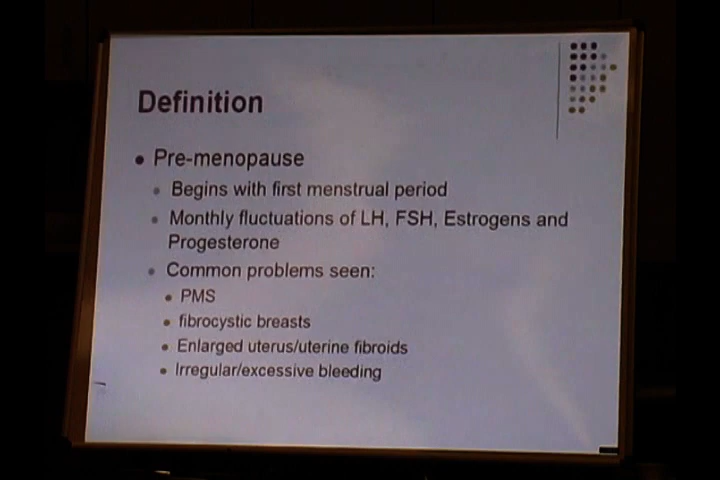 Definition
Pre-menopause
Begins with first menstrual period
Monthly fluctuations of LH, FSH, Estrogens and
Progesterone
Common problems seen:
PMS
fibrocystic breasts
Enlarged uterus/uterine fibroids
Irregular/excessive bleeding